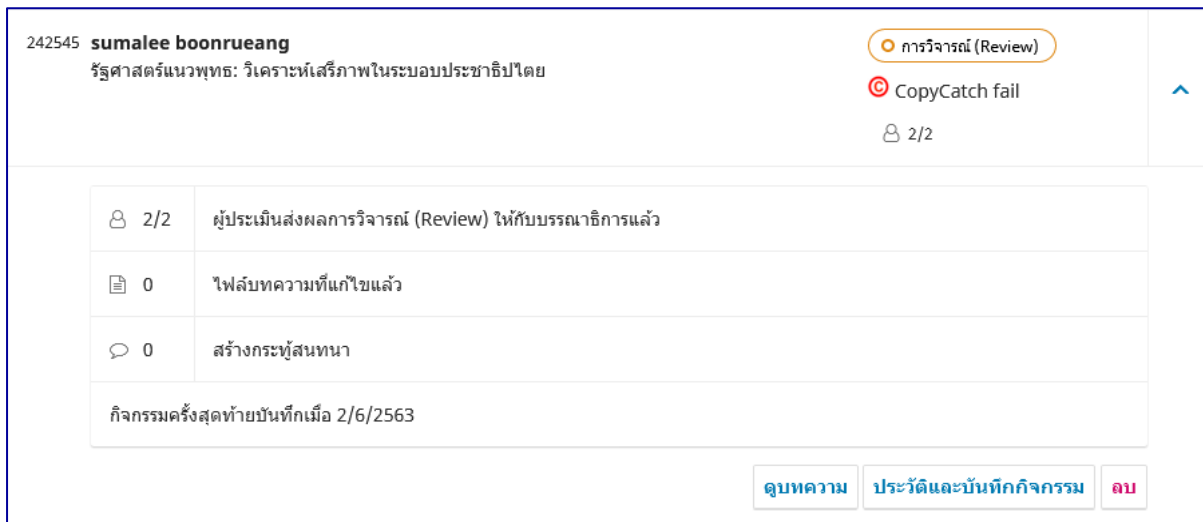 242545 sumalee boonrueang
รัฐศาสตร์แนวพุทธ: วิเคราะห์เสรีภาพในระบอบประชาธิปไตย
การวิจารณ์ (Review)
© CopyCatch fail
2/2
2/2 ผู้ประเมินส่งผลการวิจารณ์ (Review) ให้กับบรรณาธิการแล้ว
0 ไฟล์บทความที่แก้ไขแล้ว
0 สร้างกระทู้สนทนา
กิจกรรมครั้งสุดท้ายบันทึกเมื่อ 2/6/2563
ดูบทความ ประวัติและบันทึกกิจกรรม ลบ